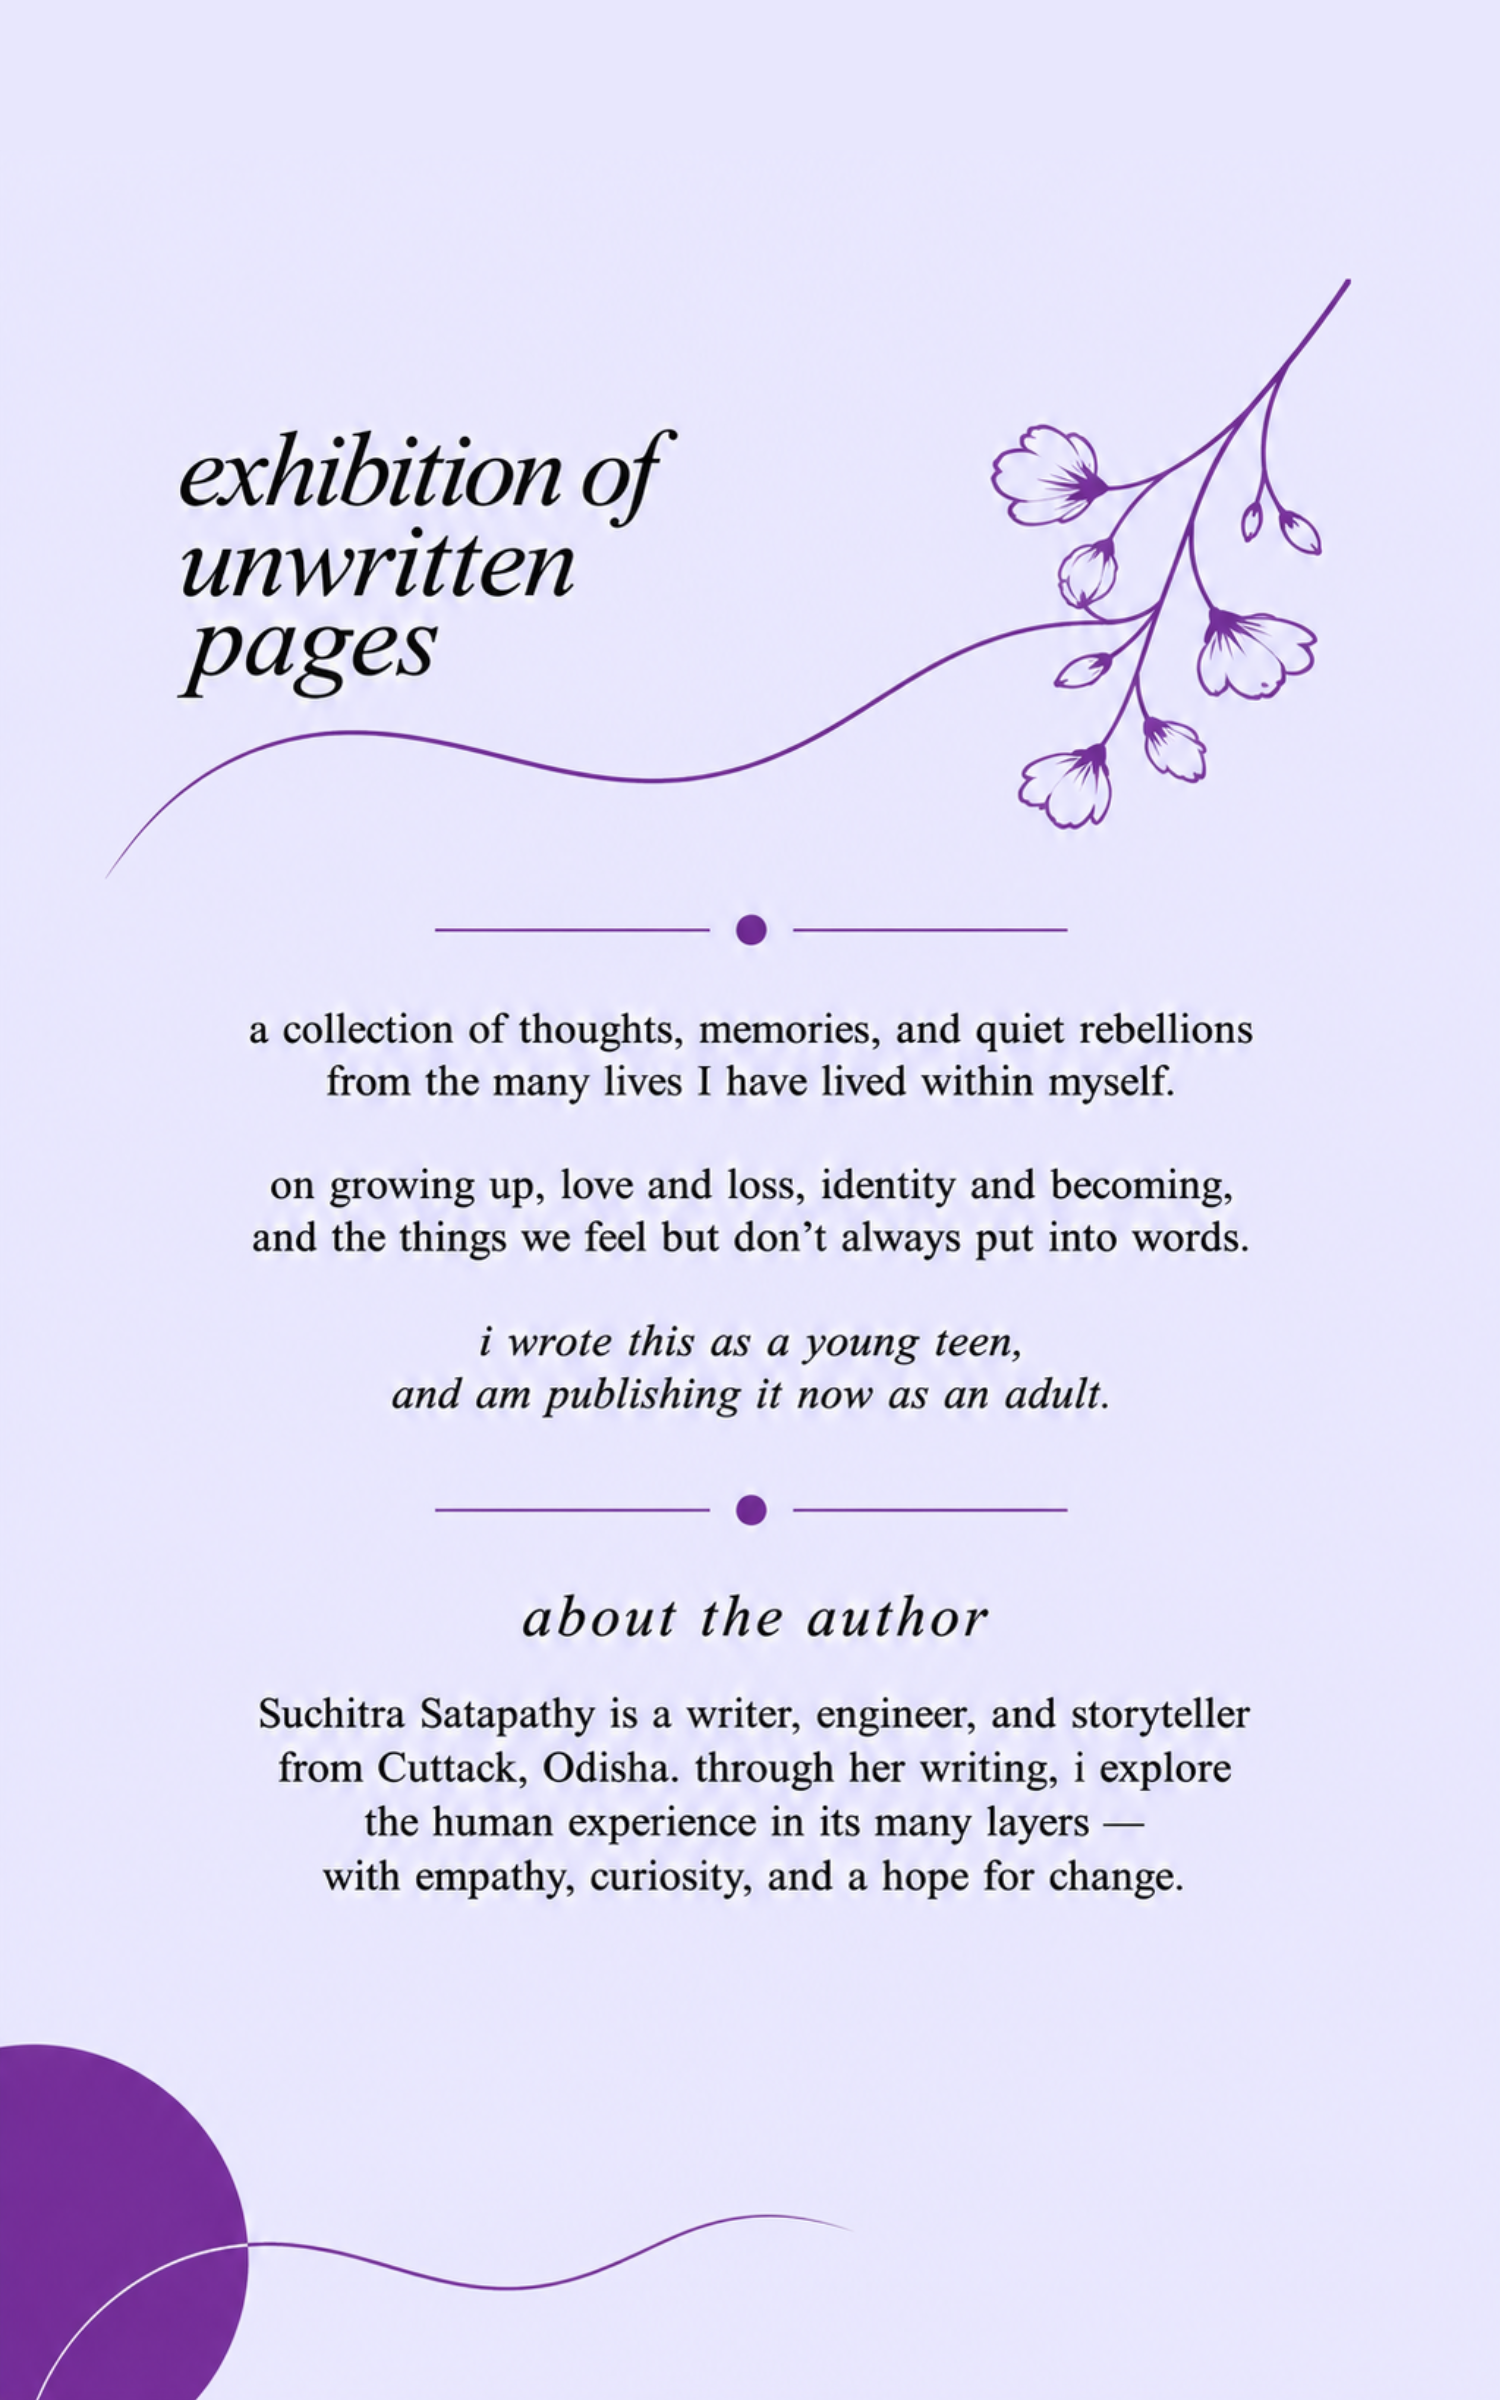 exhibition of
unwritten
pages
a collection of thoughts, memories, and quiet rebellions
from the many lives I have lived within myself.
on growing up, love and loss, identity and becoming,
and the things we feel but don’t always put into words.
i wrote this as a young teen,
and am publishing it now as an adult.
about the author
Suchitra Satapathy is a writer, engineer, and storyteller
from Cuttack, Odisha. through her writing, i explore
the human experience in its many layers —
with empathy, curiosity, and a hope for change.